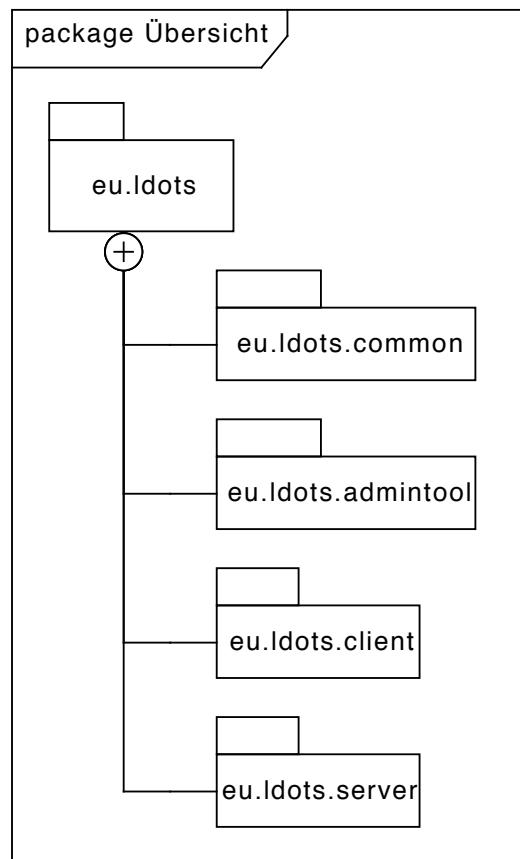 package Übersicht
eu.ldots
eu.ldots.common
eu.ldots.admintool
eu.ldots.client
eu.ldots.server